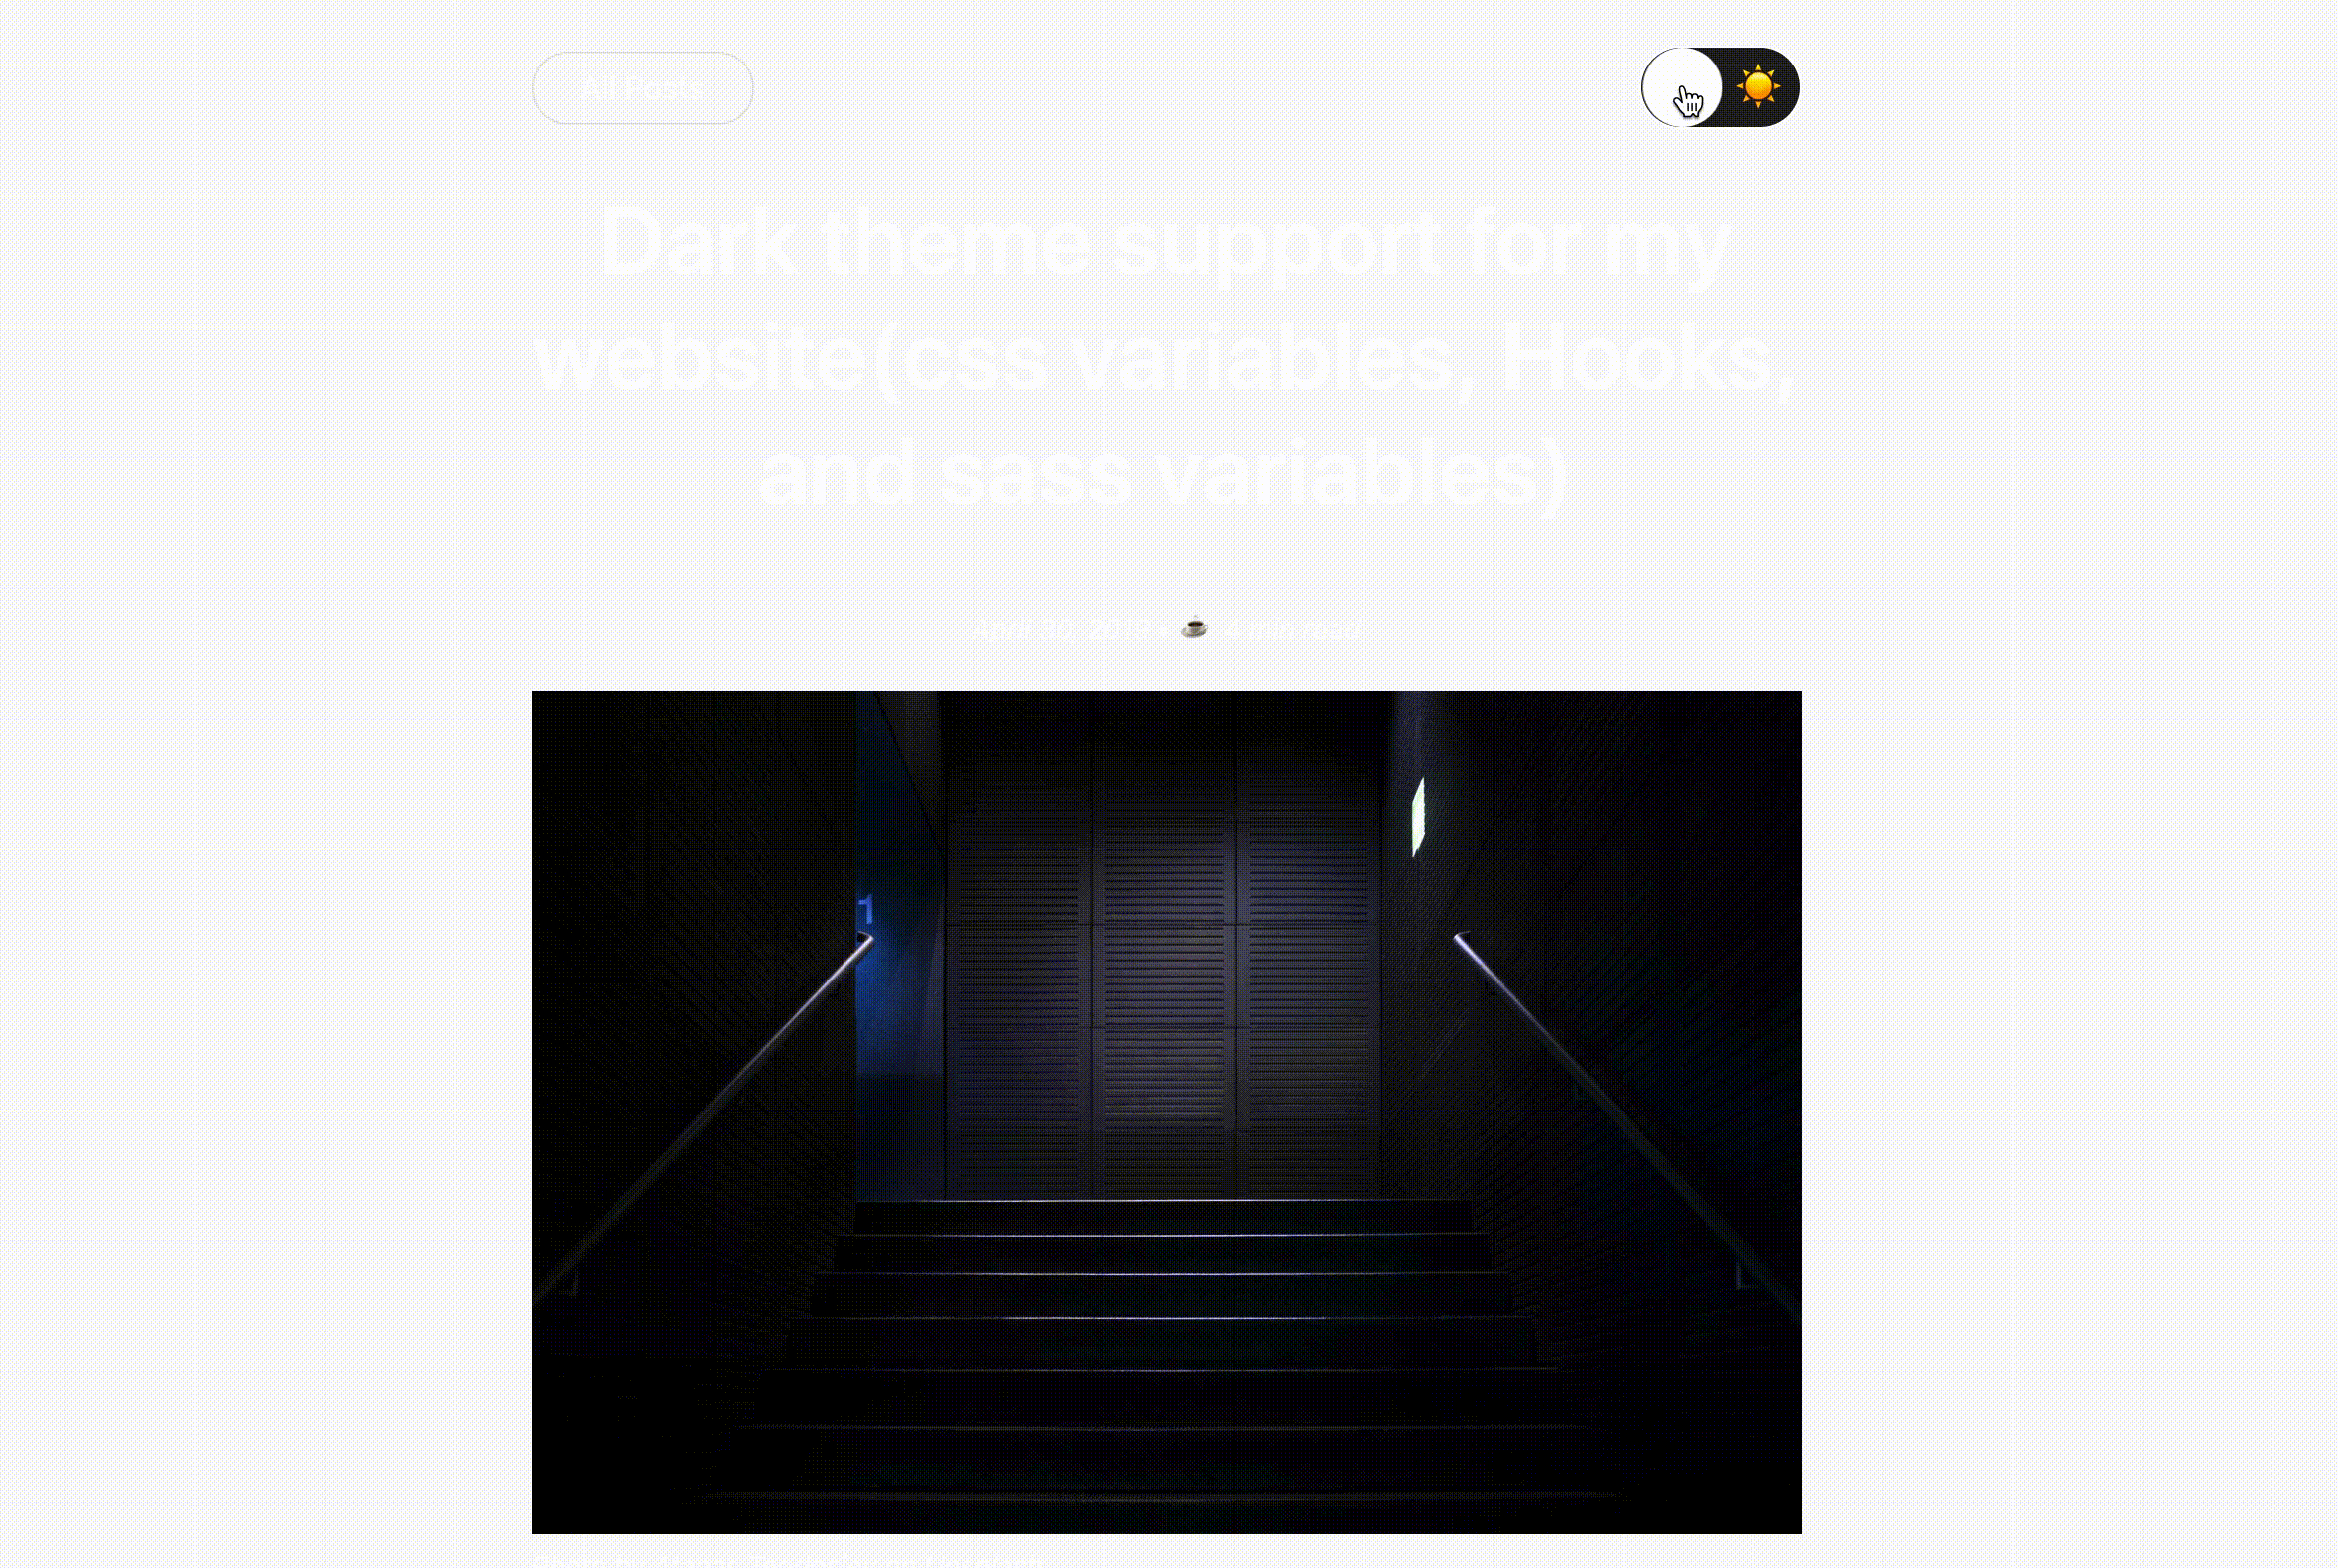 All Posts
Dark theme support for my
website(css variables, Hooks,
and sass variables)
April 30, 2019 ☕ 4 min read